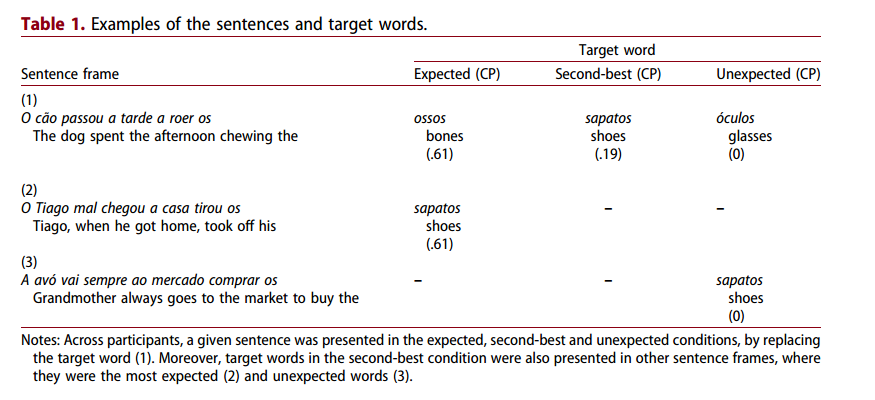 Table 1. Examples of the sentences and target words.
Target word
Sentence frame Expected (CP) Second-best (CP) Unexpected (CP)
(1)
O cão passou a tarde a roer os ossos sapatos óculos
The dog spent the afternoon chewing the bones shoes glasses
(.61) (.19) (0)
(2)
O Tiago mal chegou a casa tirou os sapatos – –
Tiago, when he got home, took off his shoes
(.61)
(3)
A avó vai sempre ao mercado comprar os – – sapatos
Grandmother always goes to the market to buy the shoes
(0)
Notes: Across participants, a given sentence was presented in the expected, second-best and unexpected conditions, by replacing
the target word (1). Moreover, target words in the second-best condition were also presented in other sentence frames, where
they were the most expected (2) and unexpected words (3).